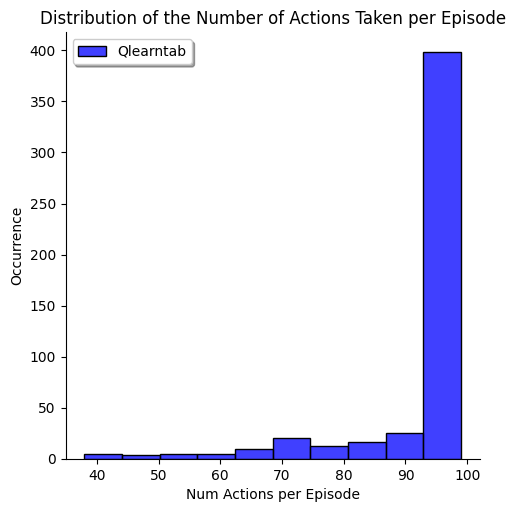 Distribution of the Number of Actions Taken per Episode
Qlearntab
400
350
300
250
200
150
100
50
0
Occurrence
40 50 60 70 80 90 100
Num Actions per Episode